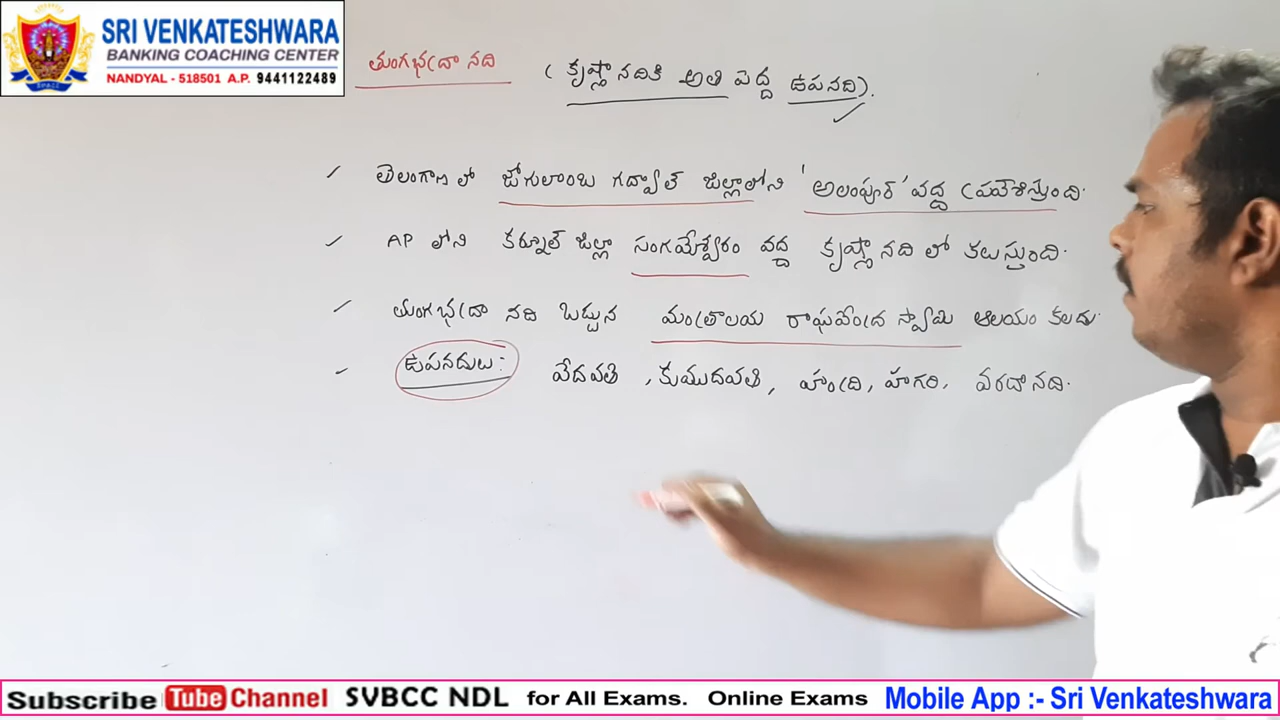 SRI VENKATESHWARA
BANKING COACHING CENTER
NANDYAL - 518501 A.P. 9441122489
తుంగభద్రా నది (కృష్ణా నదికి అతి పెద్ద ఉపనది).
తెలంగాణ లో జోగులాంబ గద్వాల్ జిల్లాలోని 'అలంపూర్' వద్ద ప్రవేశిస్తుంది.
AP లోని కర్నూల్ జిల్లా సంగమేశ్వరం వద్ద కృష్ణా నది లో కలుస్తుంది.
తుంగభద్రా నది ఒడ్డున మంత్రాలయ రాఘవేంద్ర స్వామి ఆలయం కలదు.
ఉపనదులు: వేదవతి, కుముదవతి, హంద్రి, హగరి, వరదానది.
Subscribe Tube Channel SVBCC NDL for All Exams. Online Exams Mobile App :- Sri Venkateshwara